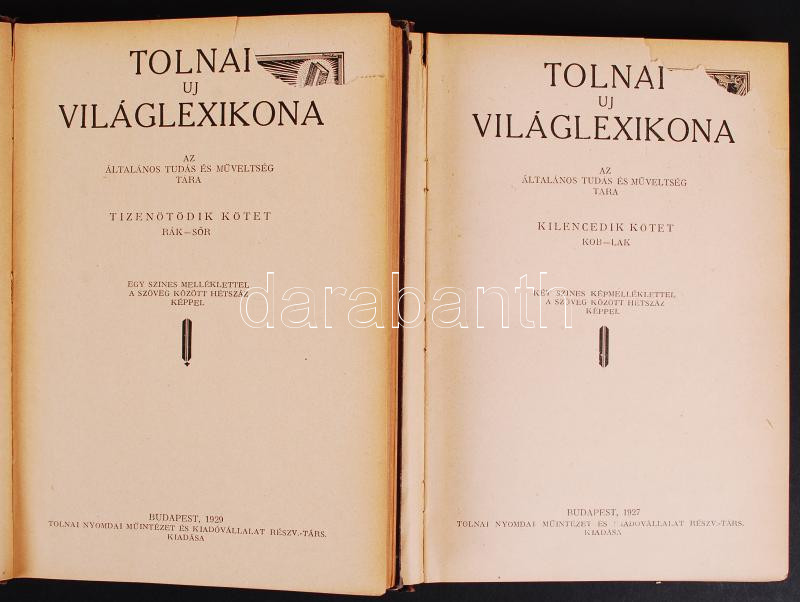 TOLNAI
UJ
VILÁGLEXIKONA
AZ
ÁLTALÁNOS TUDÁS ÉS MŰVELTSÉG
TARA
TIZENÖTÖDIK KÖTET
RÁK—SŐR
EGY SZINES MELLÉKLETTEL
A SZÖVEG KÖZÖTT HÉTSZÁZ
KÉPPEL
BUDAPEST, 1929
TOLNAI NYOMDAI MŰINTÉZET ÉS KIADÓVÁLLALAT RÉSZV.-TÁRS.
KIADÁSA
TOLNAI
UJ
VILÁGLEXIKONA
AZ
ÁLTALÁNOS TUDÁS ÉS MŰVELTSÉG
TARA
KILENCEDIK KÖTET
KOB—LAK
KÉT SZINES KÉPMELLÉKLETTEL
A SZÖVEG KÖZÖTT HÉTSZÁZ
KÉPPEL
BUDAPEST, 1927
TOLNAI NYOMDAI MŰINTÉZET ÉS KIADÓVÁLLALAT RÉSZV.-TÁRS.
KIADÁSA
darabanth